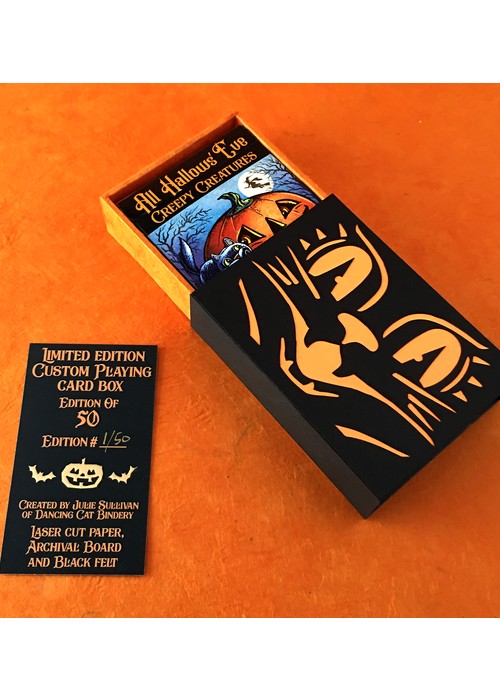 All Hallows' Eve
Creepy Creatures
Limited Edition
Custom Playing
Card Box
Edition Of
50
Edition # 1/50
Created by Julie Sullivan
of Dancing Cat Bindery
Laser cut paper,
Archival Board
and Black felt